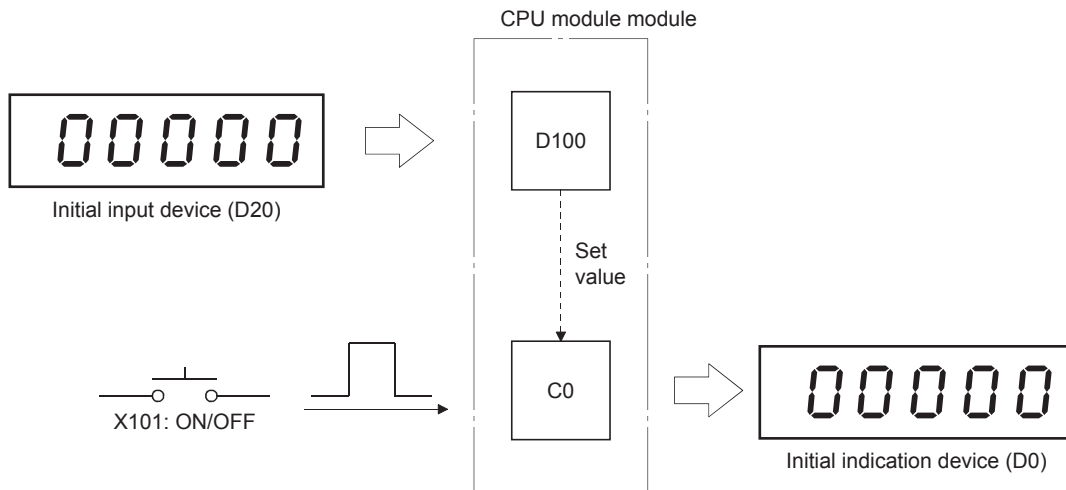 CPU module module
00000
D100
Initial input device (D20)
Set
value
C0
X101: ON/OFF
00000
Initial indication device (D0)